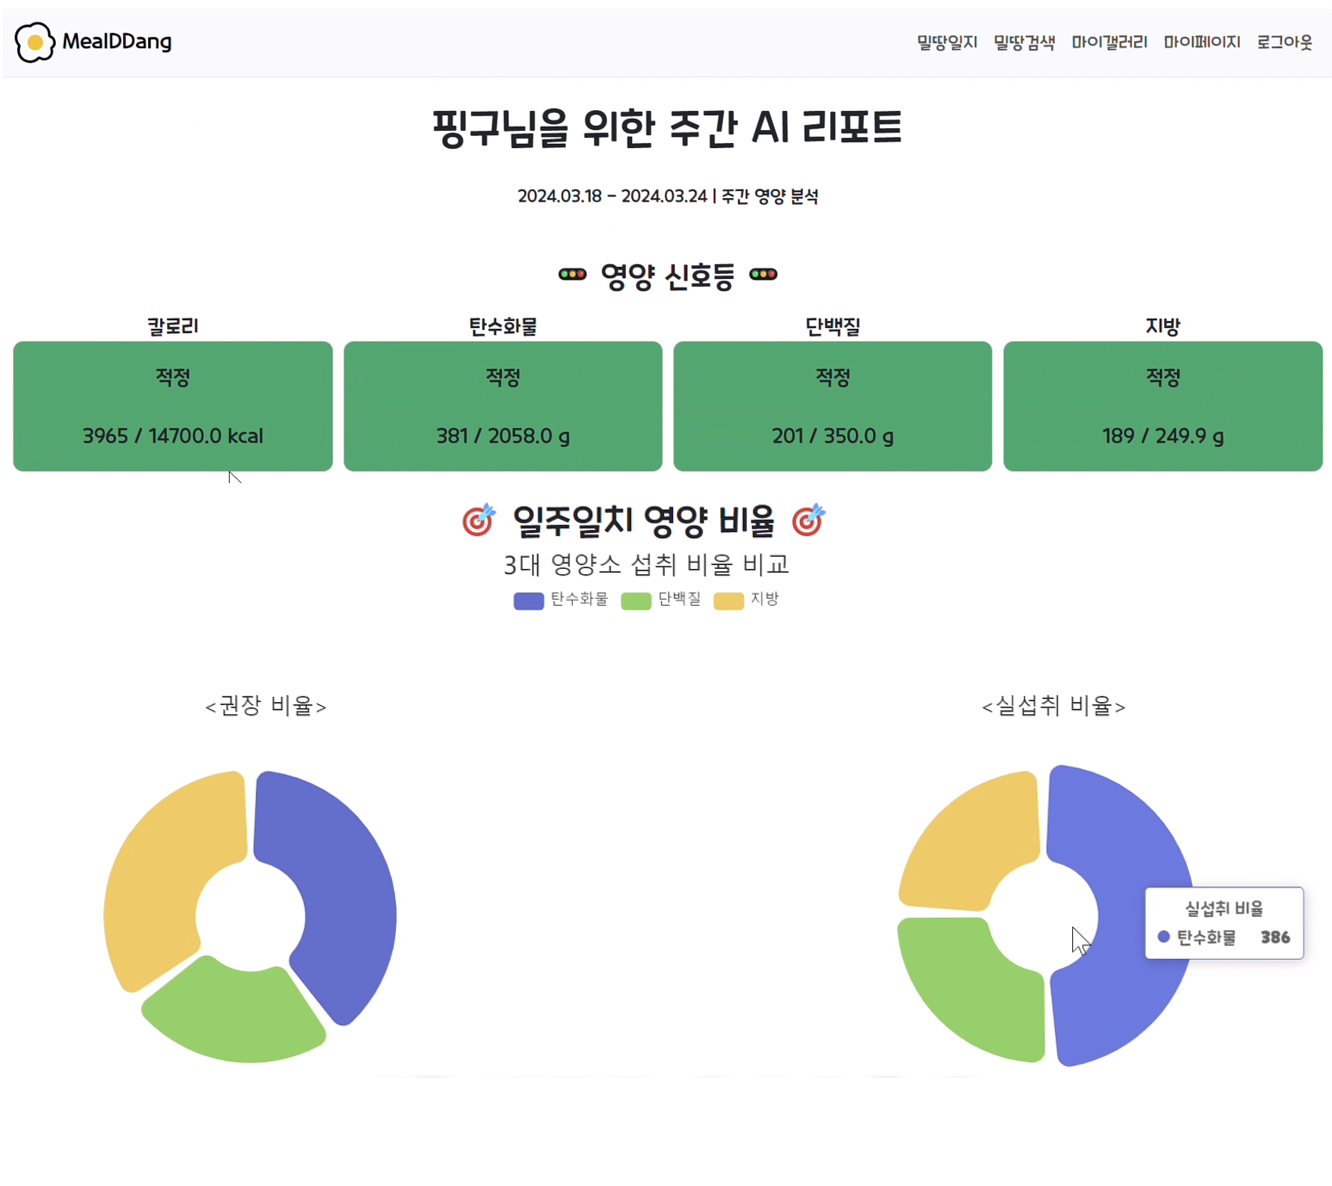 MealDDang
밀땅일지 밀땅검색 마이갤러리 마이페이지 로그아웃
핑구님을 위한 주간 AI 리포트
2024.03.18 - 2024.03.24 | 주간 영양 분석
영양 신호등
칼로리 탄수화물 단백질 지방
적정 적정 적정 적정
3965 / 14700.0 kcal 381 / 2058.0 g 201 / 350.0 g 189 / 249.9 g
일주일치 영양 비율
3대 영양소 섭취 비율 비교
탄수화물 단백질 지방
<권장 비율> <실섭취 비율>
실섭취 비율
탄수화물 386